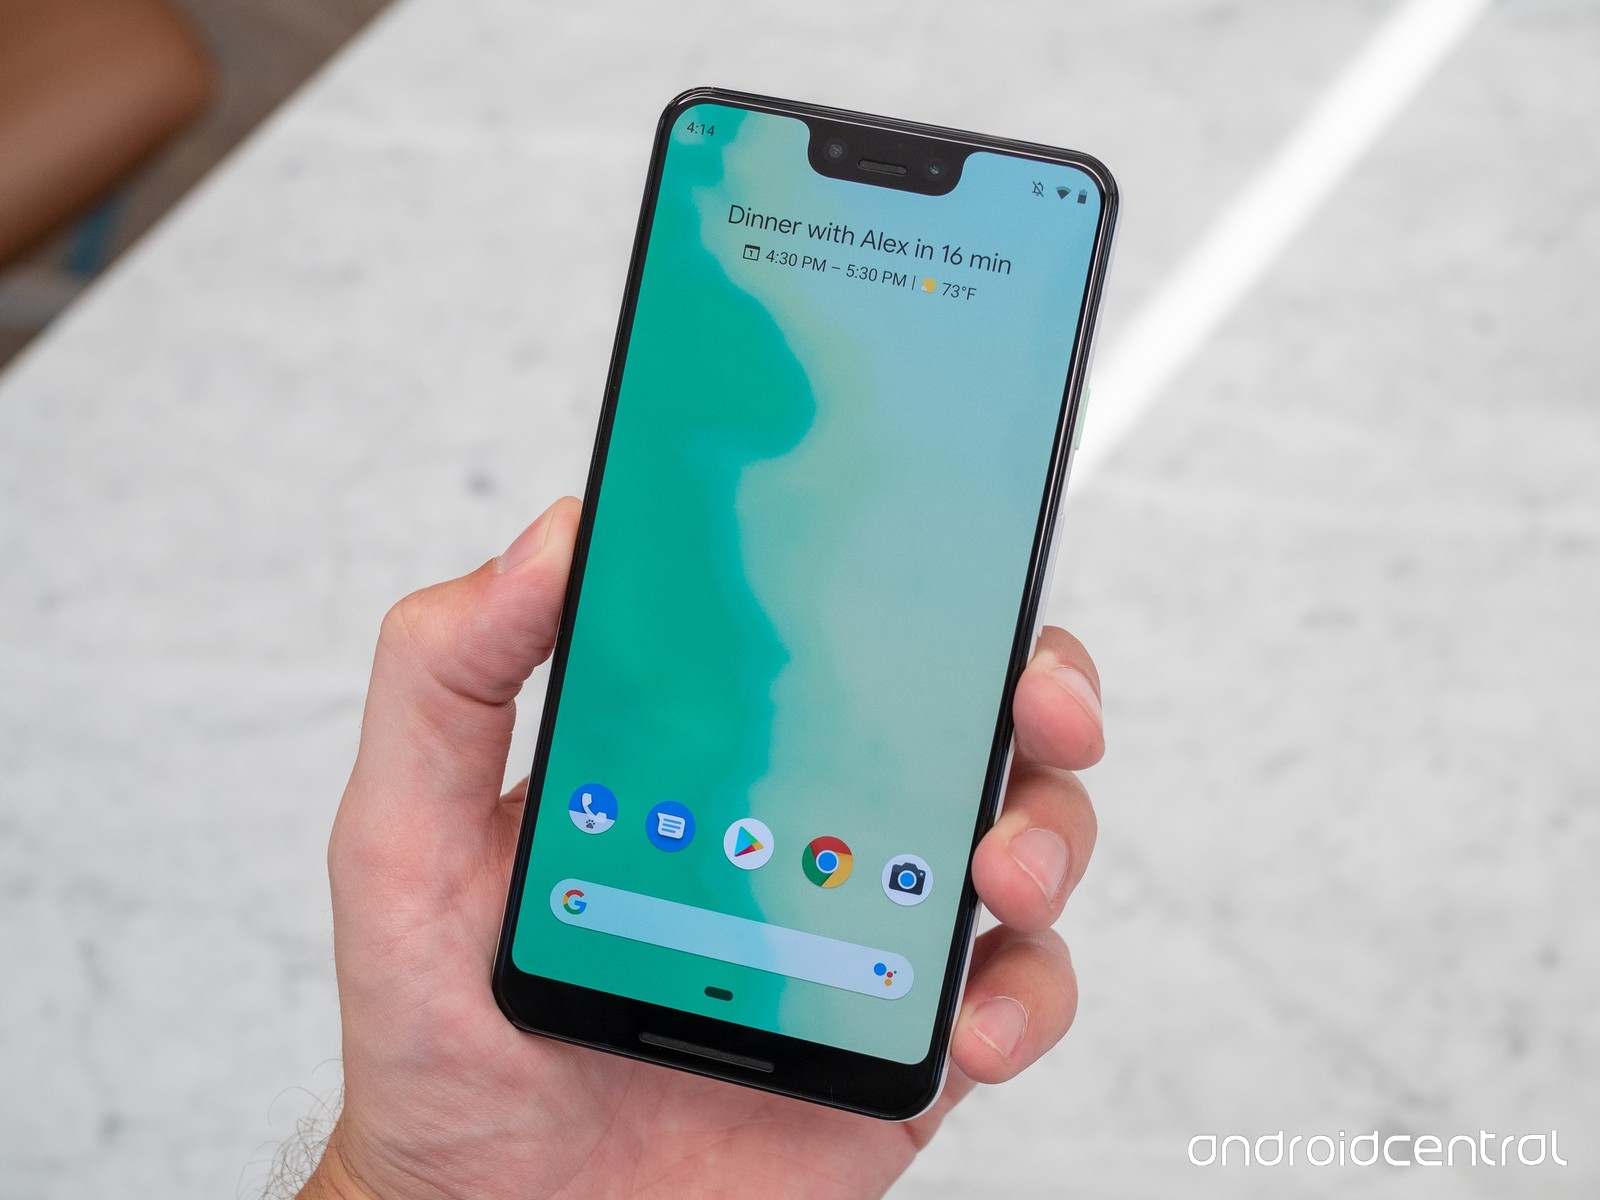 4:14
Dinner with Alex in 16 min
4:30 PM – 5:30 PM | 73°F
G
androidcentral